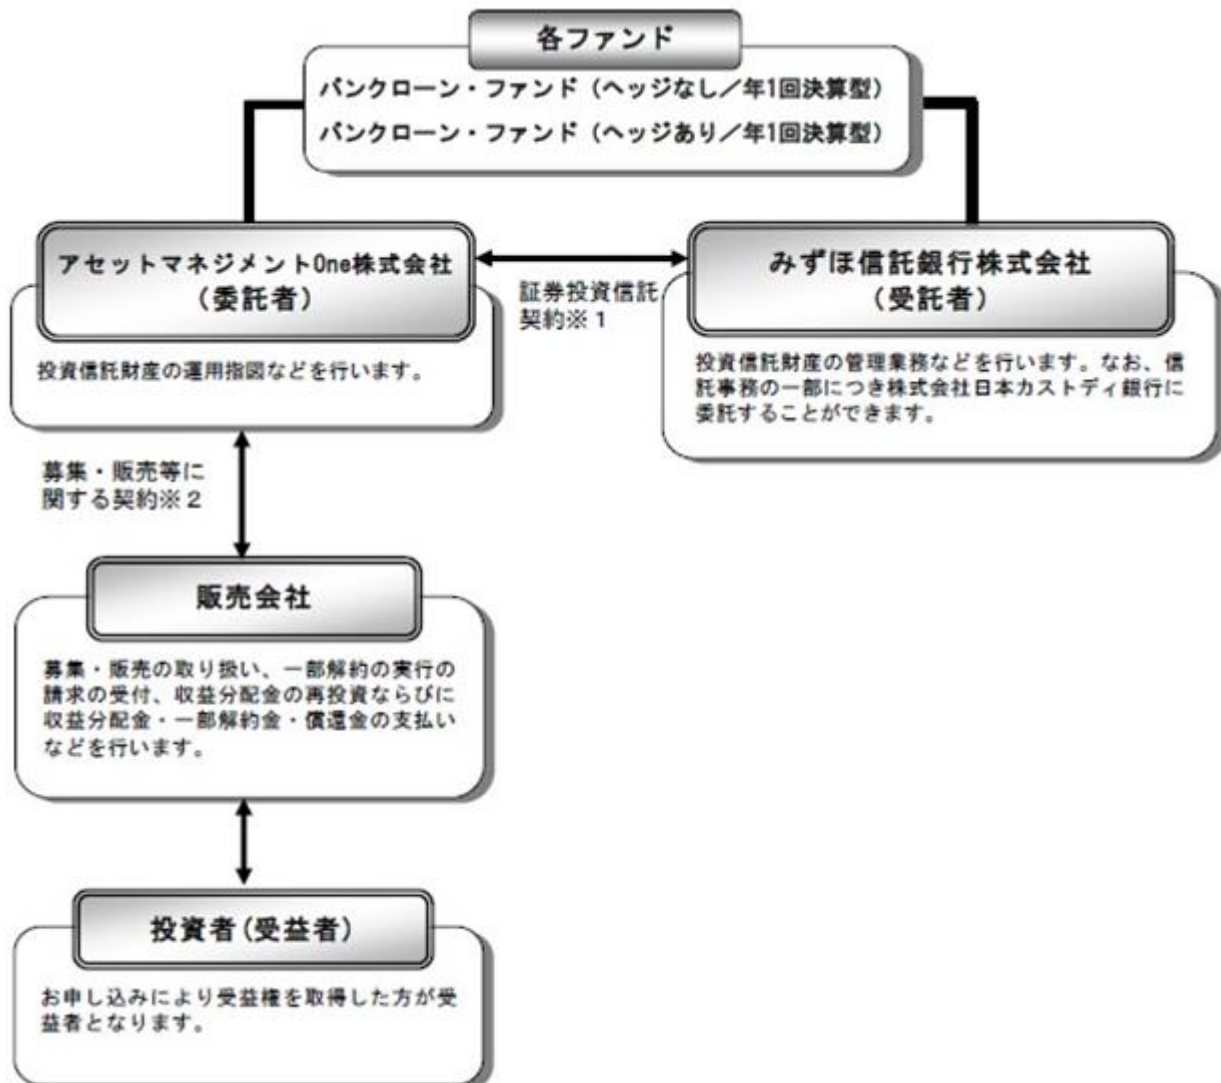 各ファンド
バンクローン・ファンド（ヘッジなし／年1回決算型）
バンクローン・ファンド（ヘッジあり／年1回決算型）
アセットマネジメントOne株式会社
（委託者）
投資信託財産の運用指図などを行います。
証券投資信託
契約※１
みずほ信託銀行株式会社
（受託者）
投資信託財産の管理業務などを行います。なお、信
託事務の一部につき株式会社日本カストディ銀行に
委託することができます。
募集・販売等に
関する契約※２
販売会社
募集・販売の取り扱い、一部解約の実行の
請求の受付、収益分配金の再投資ならびに
収益分配金・一部解約金・償還金の支払い
などを行います。
投資者(受益者)
お申し込みにより受益権を取得した方が受
益者となります。